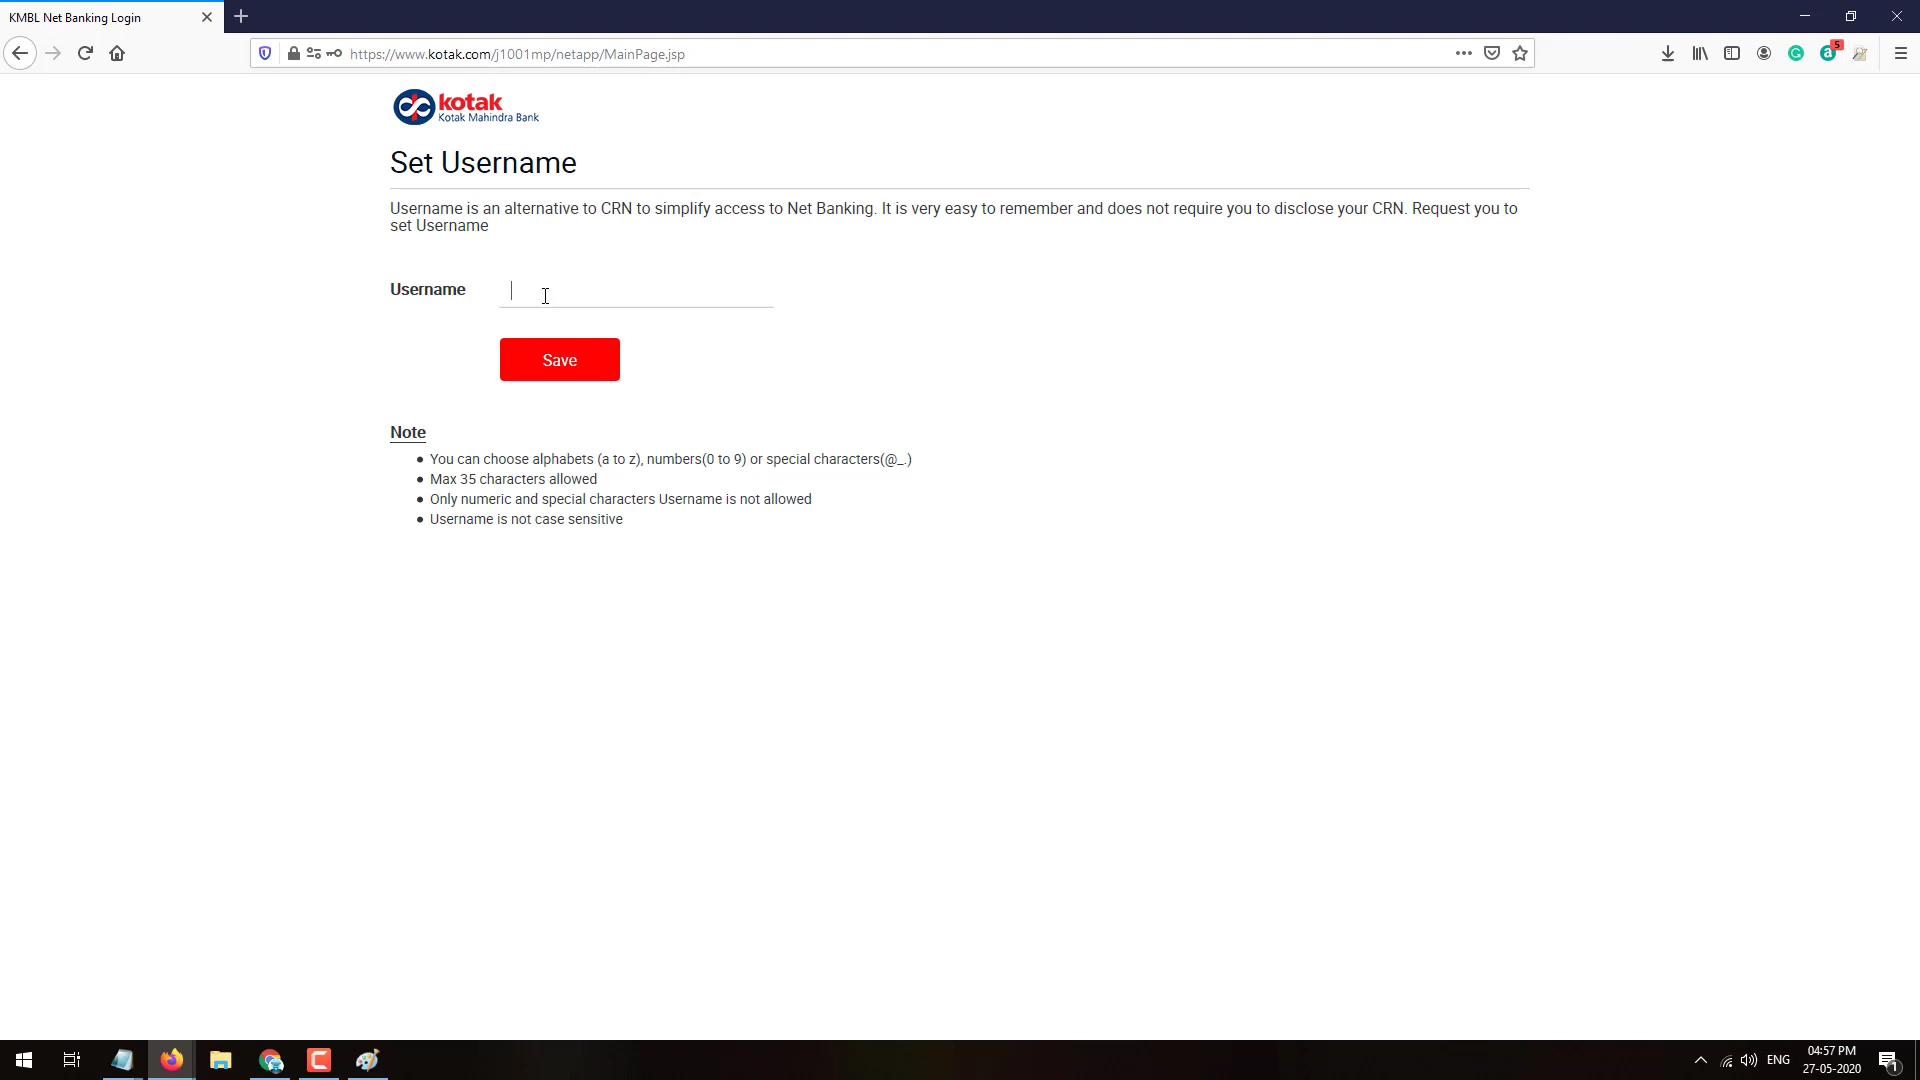 KMBL Net Banking Login
https://www.kotak.com/j1001mp/netapp/MainPage.jsp
5
kotak
Kotak Mahindra Bank
Set Username
Username is an alternative to CRN to simplify access to Net Banking. It is very easy to remember and does not require you to disclose your CRN. Request you to
set Username
Username
Save
Note
• You can choose alphabets (a to z), numbers(0 to 9) or special characters(@_.)
• Max 35 characters allowed
• Only numeric and special characters Username is not allowed
• Username is not case sensitive
ENG
04:57 PM
27-05-2020
1